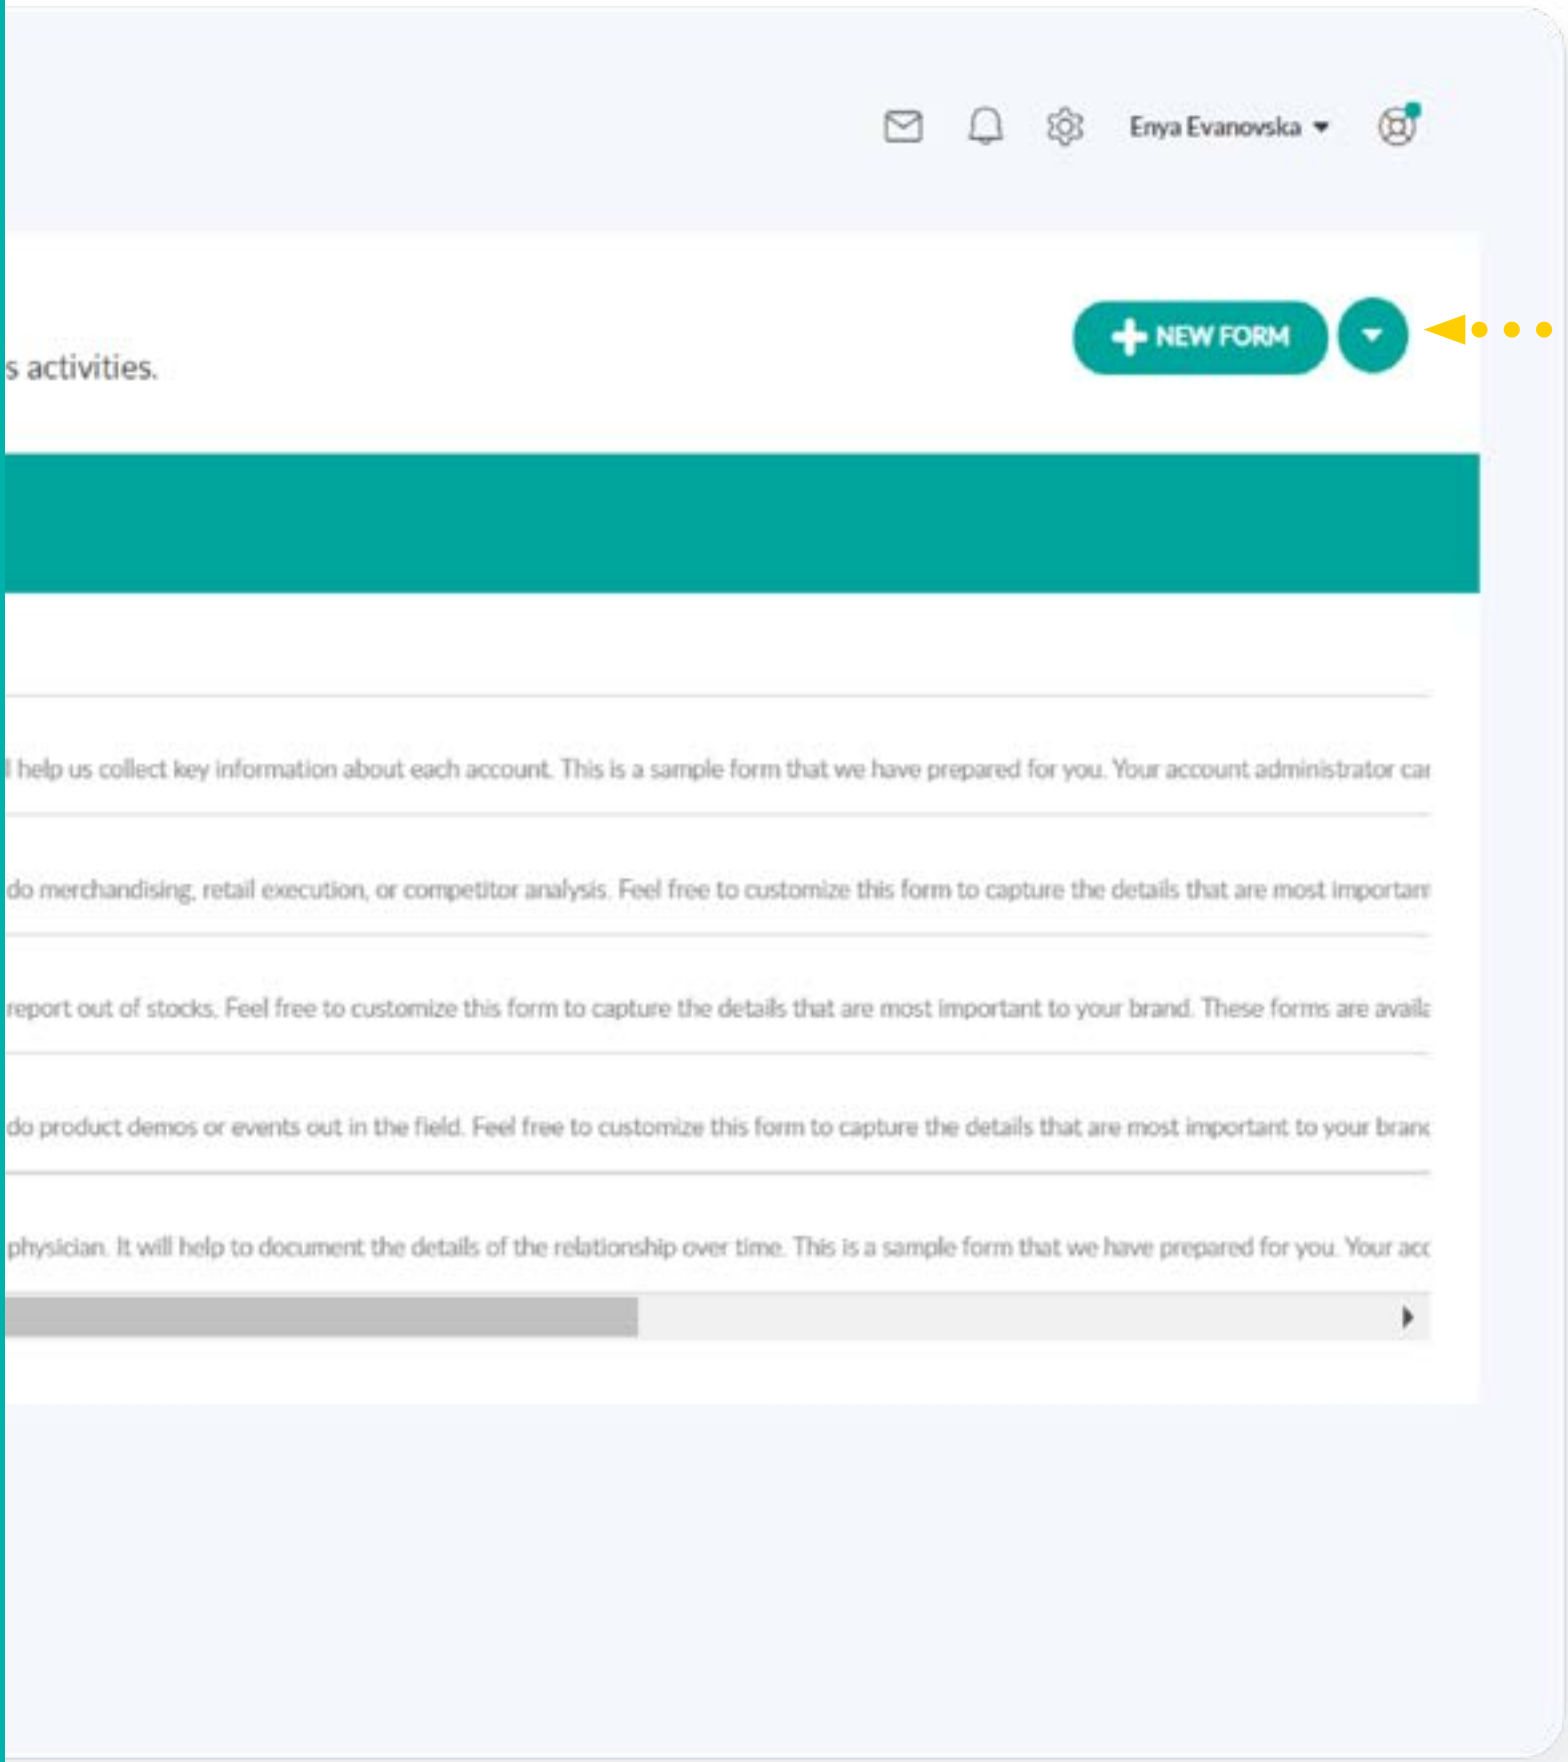 Enya Evanovska
NEW FORM
s activities.
l help us collect key information about each account. This is a sample form that we have prepared for you. Your account administrator car
do merchandising, retail execution, or competitor analysis. Feel free to customize this form to capture the details that are most important
report out of stocks. Feel free to customize this form to capture the details that are most important to your brand. These forms are availa
do product demos or events out in the field. Feel free to customize this form to capture the details that are most important to your brand
physician. It will help to document the details of the relationship over time. This is a sample form that we have prepared for you. Your acc